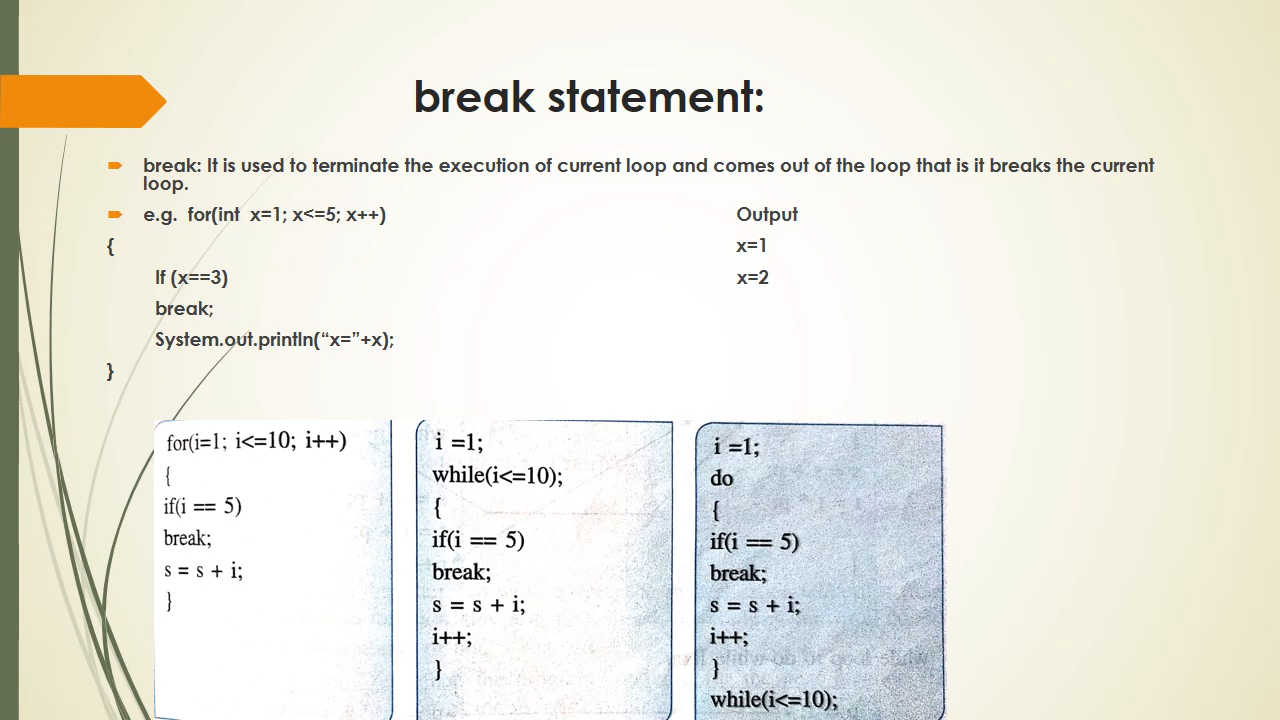 break statement:
break: It is used to terminate the execution of current loop and comes out of the loop that is it breaks the current
loop.
e.g. for(int x=1; x<=5; x++) Output
{ x=1
If (x==3) x=2
break;
System.out.println(“x=”+x);
}
for(i=1; i<=10; i++)
{
if(i == 5)
break;
s = s + i;
}
i =1;
while(i<=10);
{
if(i == 5)
break;
s = s + i;
i++;
}
i =1;
do
{
if(i == 5)
break;
s = s + i;
i++;
}
while(i<=10);